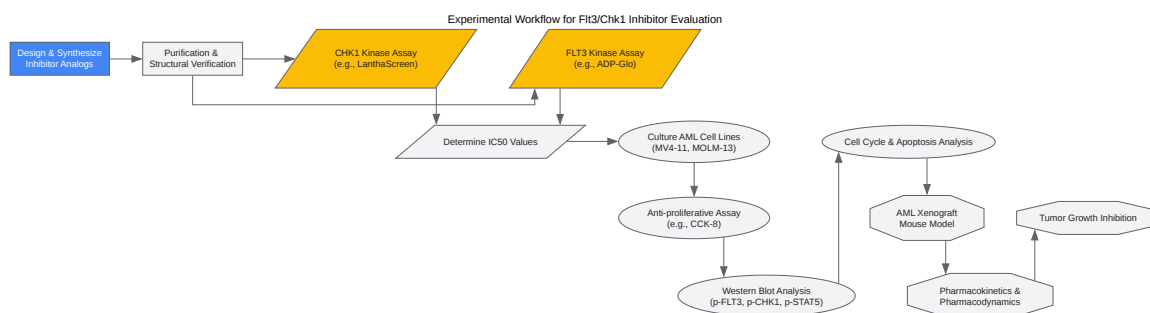 Experimental Workflow for Flt3/Chk1 Inhibitor Evaluation
Design & Synthesize
Inhibitor Analogs
Purification &
Structural Verification
CHK1 Kinase Assay
(e.g., LanthaScreen)
FLT3 Kinase Assay
(e.g., ADP-Glo)
Determine IC50 Values
Culture AML Cell Lines
(MV4-11, MOLM-13)
Anti-proliferative Assay
(e.g., CCK-8)
Western Blot Analysis
(p-FLT3, p-CHK1, p-STAT5)
Cell Cycle & Apoptosis Analysis
AML Xenograft
Mouse Model
Pharmacokinetics &
Pharmacodynamics
Tumor Growth Inhibition